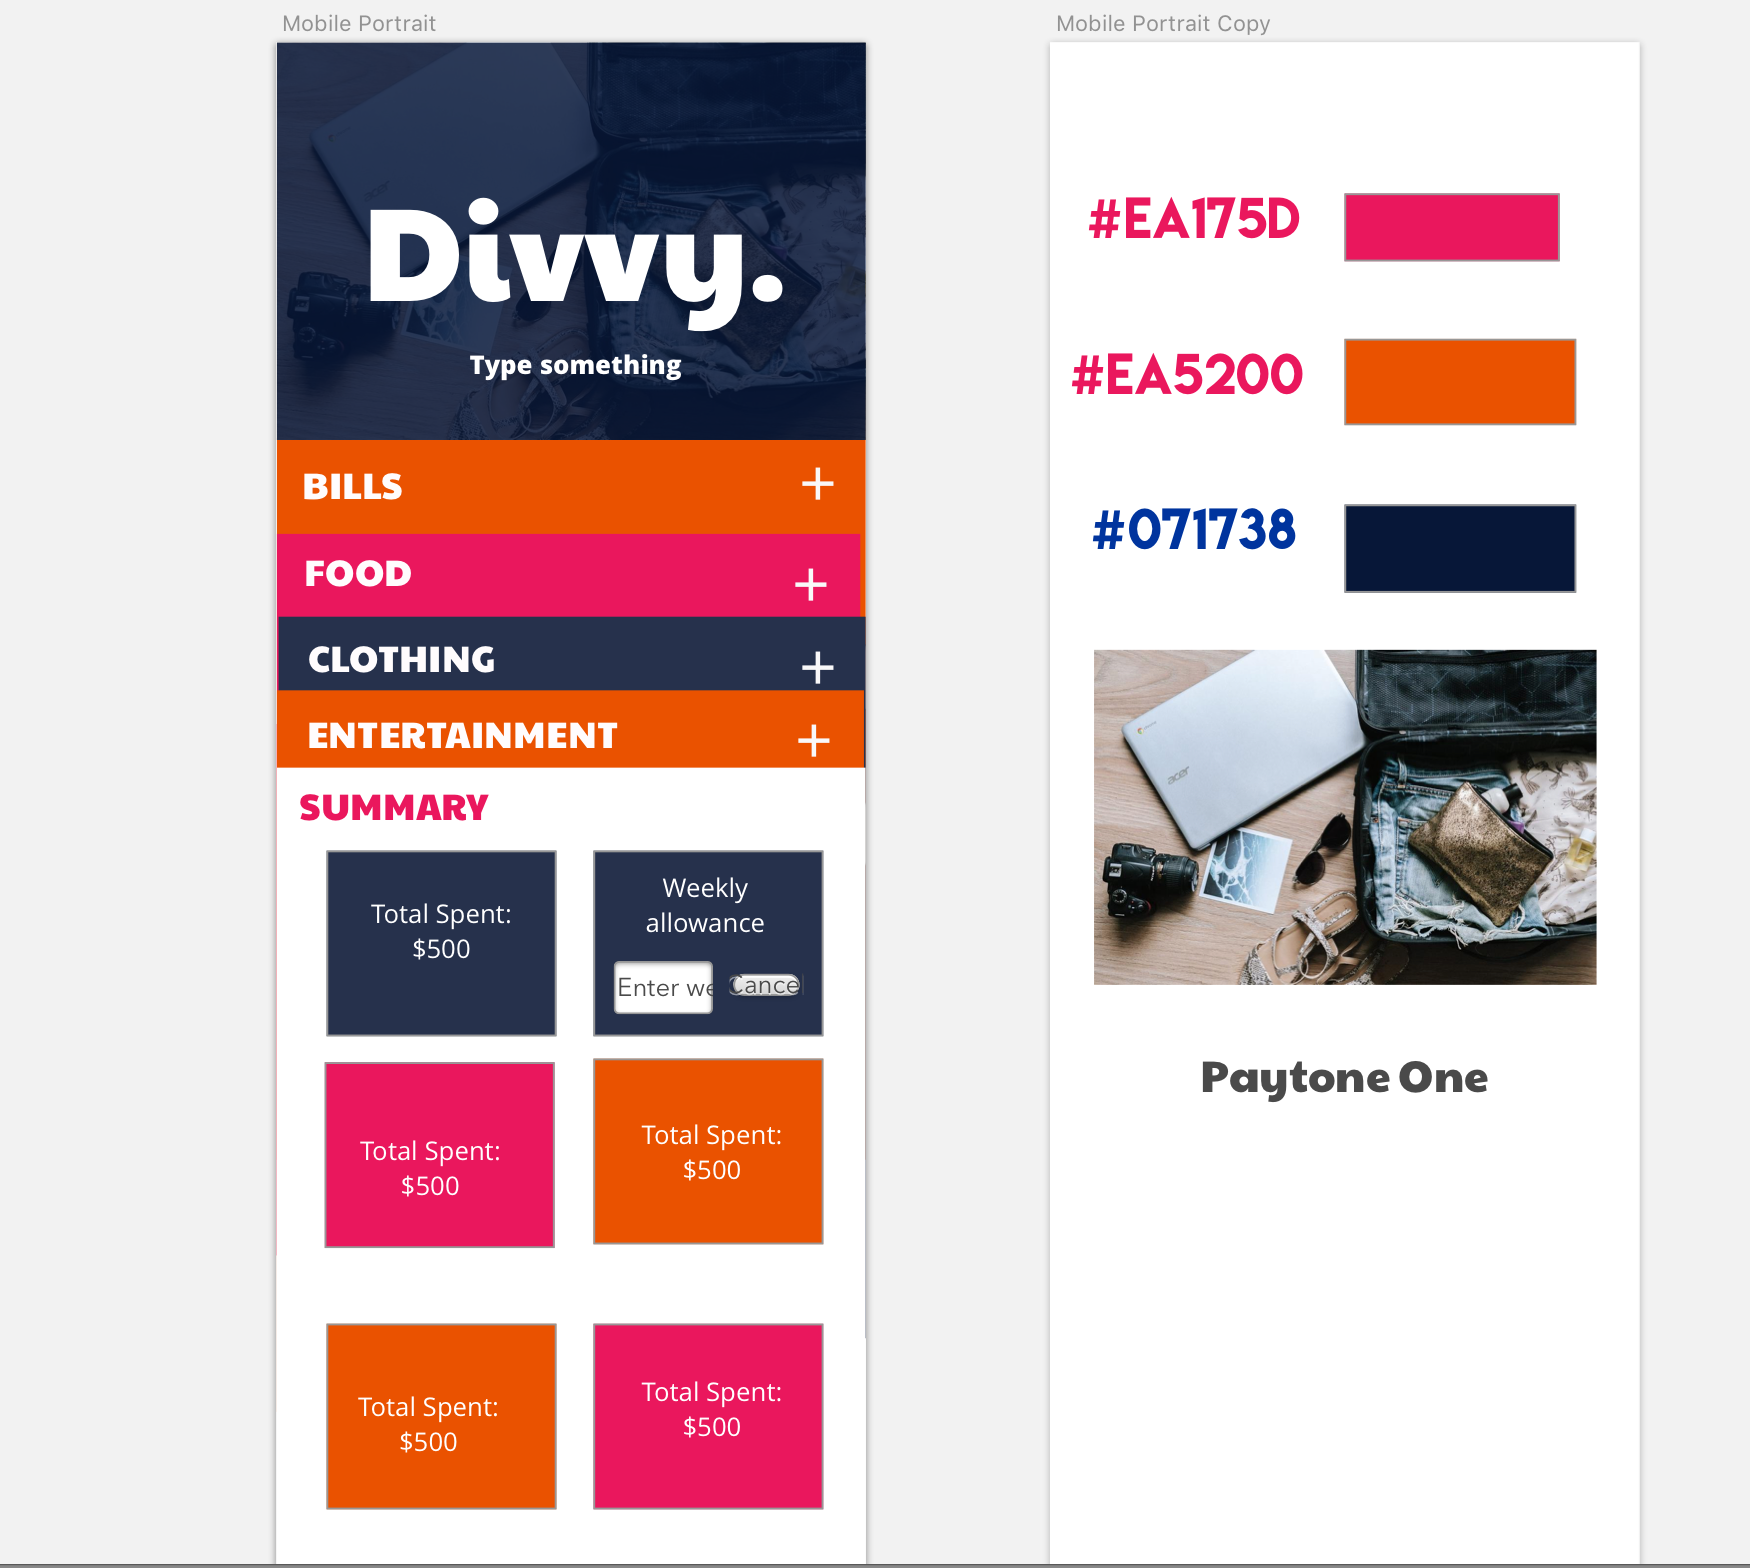 Mobile Portrait
Divvy.
Type something
BILLS
FOOD
CLOTHING
ENTERTAINMENT
SUMMARY
Total Spent:
$500
Weekly
allowance
Enter we
Cancel
Total Spent:
$500
Total Spent:
$500
Total Spent:
$500
Total Spent:
$500
Mobile Portrait Copy
#EA175D
#EA5200
#071738
acer
Paytone One